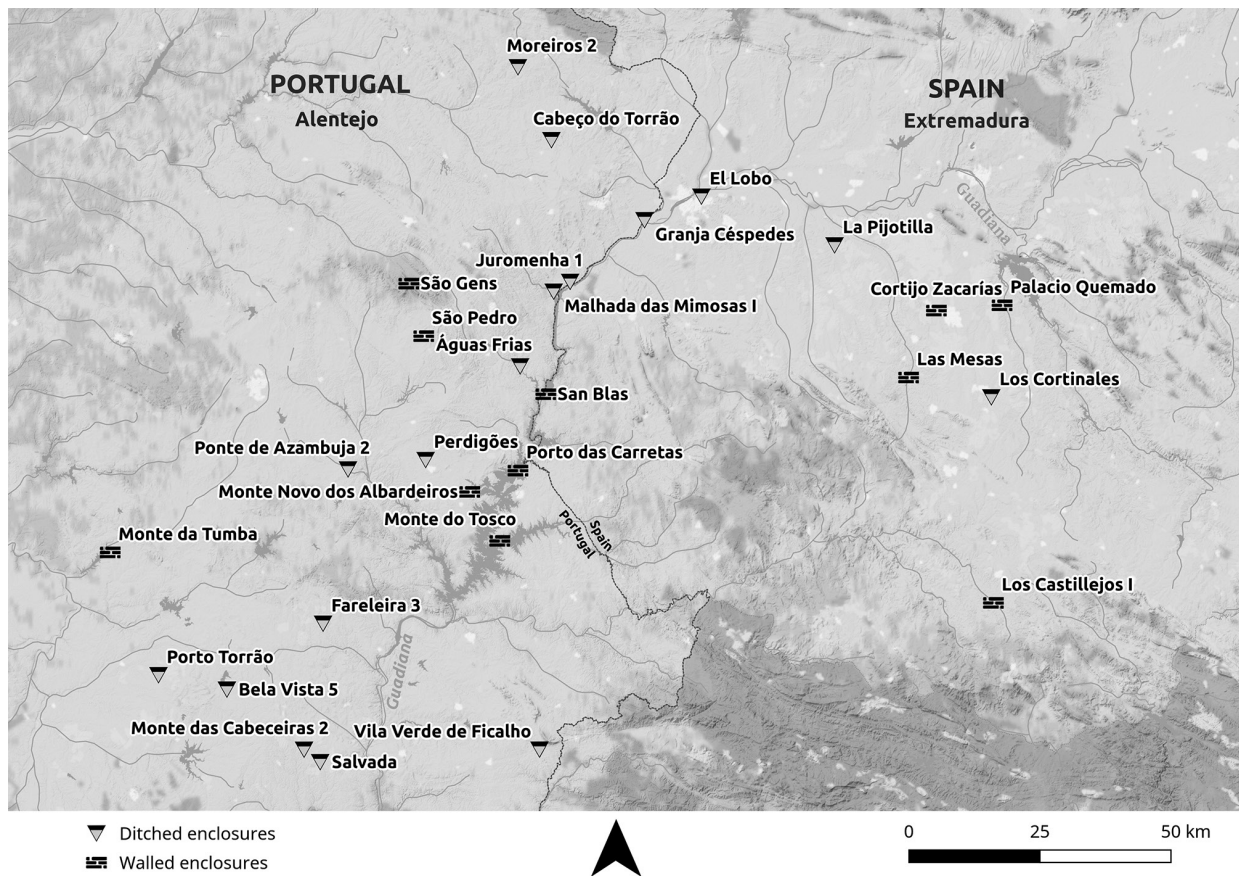 Moreiros 2
PORTUGAL
Alentejo
SPAIN
Extremadura
Cabeço do Torrão
El Lobo
Guadiana
Granja Céspedes
La Pijotilla
Juromenha 1
São Gens
Malhada das Mimosas I
Cortijo Zacarías
Palacio Quemado
São Pedro
Águas Frias
Las Mesas
Los Cortinales
San Blas
Ponte de Azambuja 2
Perdigões
Porto das Carretas
Monte Novo dos Albardeiros
Monte do Tosco
Monte da Tumba
Spain
Portugal
Los Castillejos I
Fareleira 3
Guadiana
Porto Torrão
Bela Vista 5
Monte das Cabeceiras 2
Vila Verde de Ficalho
Salvada
Ditched enclosures
Walled enclosures
0 25 50 km